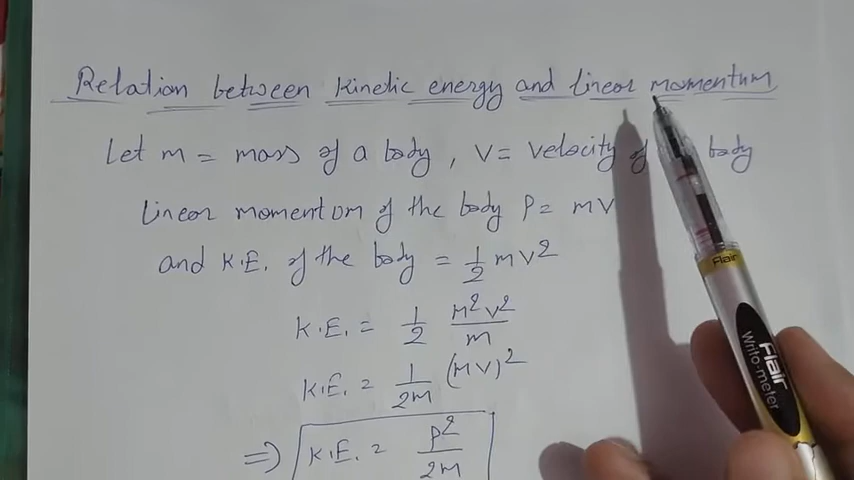 Relation between Kinetic energy and linear momentum
Let m = mass of a body , V = velocity of body
linear momentum of the body P = mV
and K.E. of the body = 1/2 mV²
K.E. = 1/2 M²V²/m
K.E. = 1/2M (MV)²
⇒ K.E. = P²/2M
Flair
Flair
Writo-meter